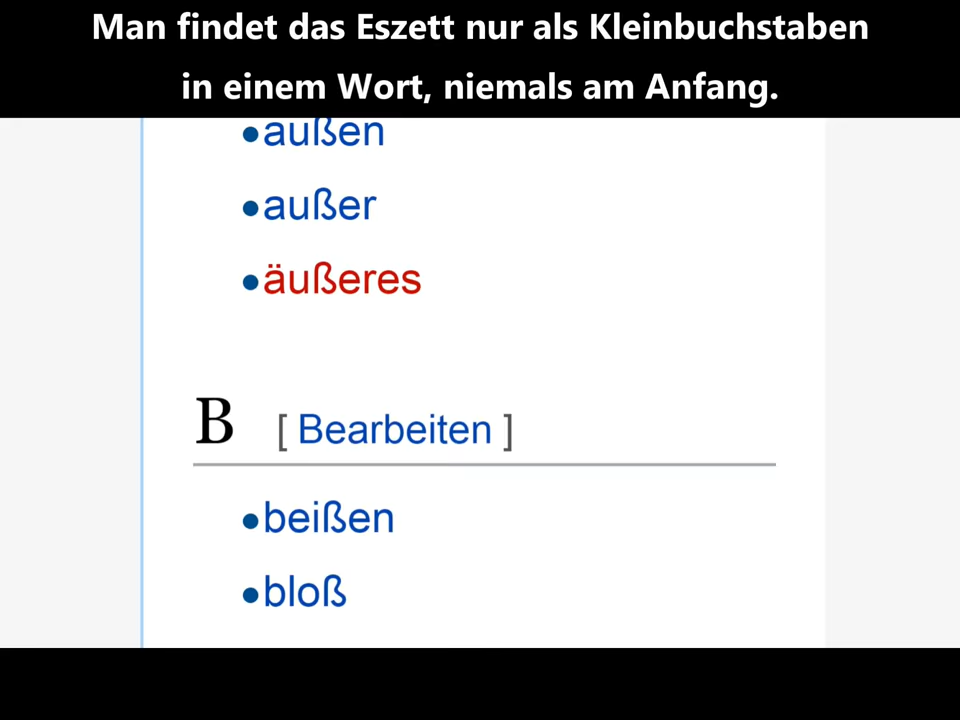 Man findet das Eszett nur als Kleinbuchstaben
in einem Wort, niemals am Anfang.
•außen
•außer
•äußeres
B [ Bearbeiten ]
•beißen
•bloß